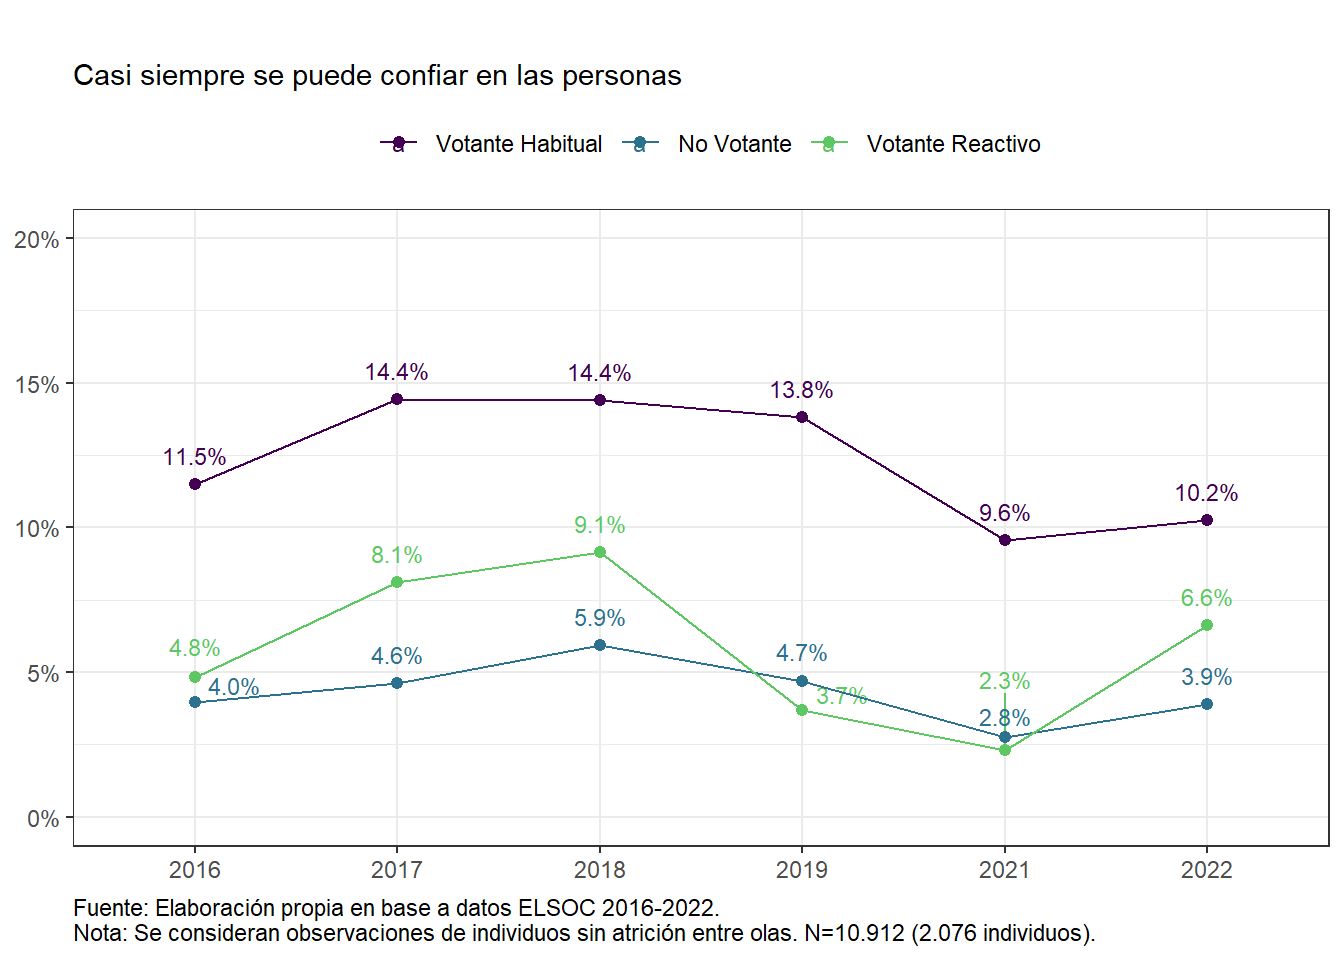 Casi siempre se puede confiar en las personas
a Votante Habitual a No Votante a Votante Reactivo
20%
15%
10%
5%
0%
11.5% 14.4% 14.4% 13.8% 9.6% 10.2%
4.8% 8.1% 9.1% 3.7% 2.3% 6.6%
4.0% 4.6% 5.9% 4.7% 2.8% 3.9%
2016 2017 2018 2019 2021 2022
Fuente: Elaboración propia en base a datos ELSOC 2016-2022.
Nota: Se consideran observaciones de individuos sin atrición entre olas. N=10.912 (2.076 individuos).